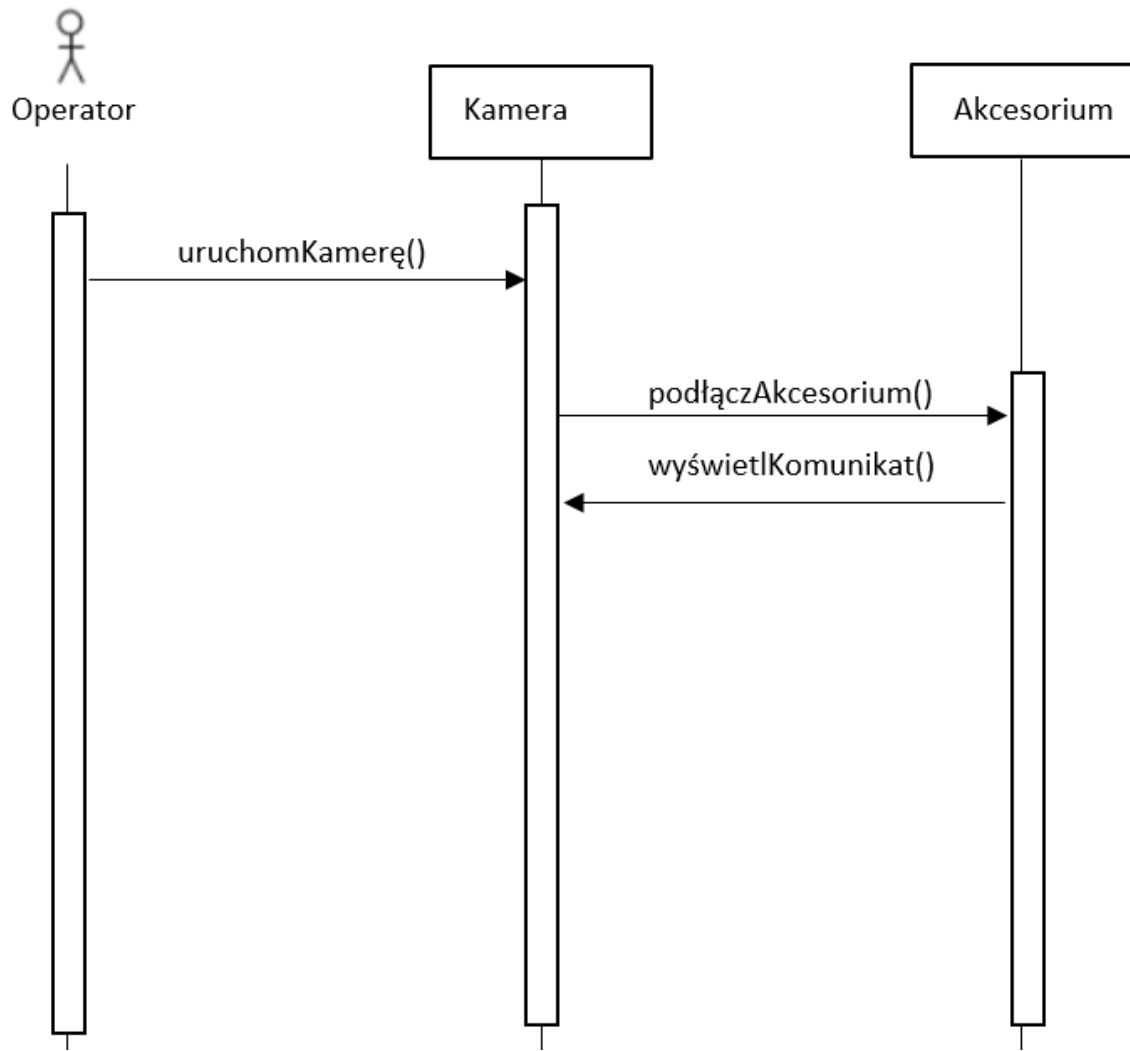 Operator
Kamera
Akcesorium
uruchomKamerę()
podłączAkcesorium()
wyświetlKomunikat()